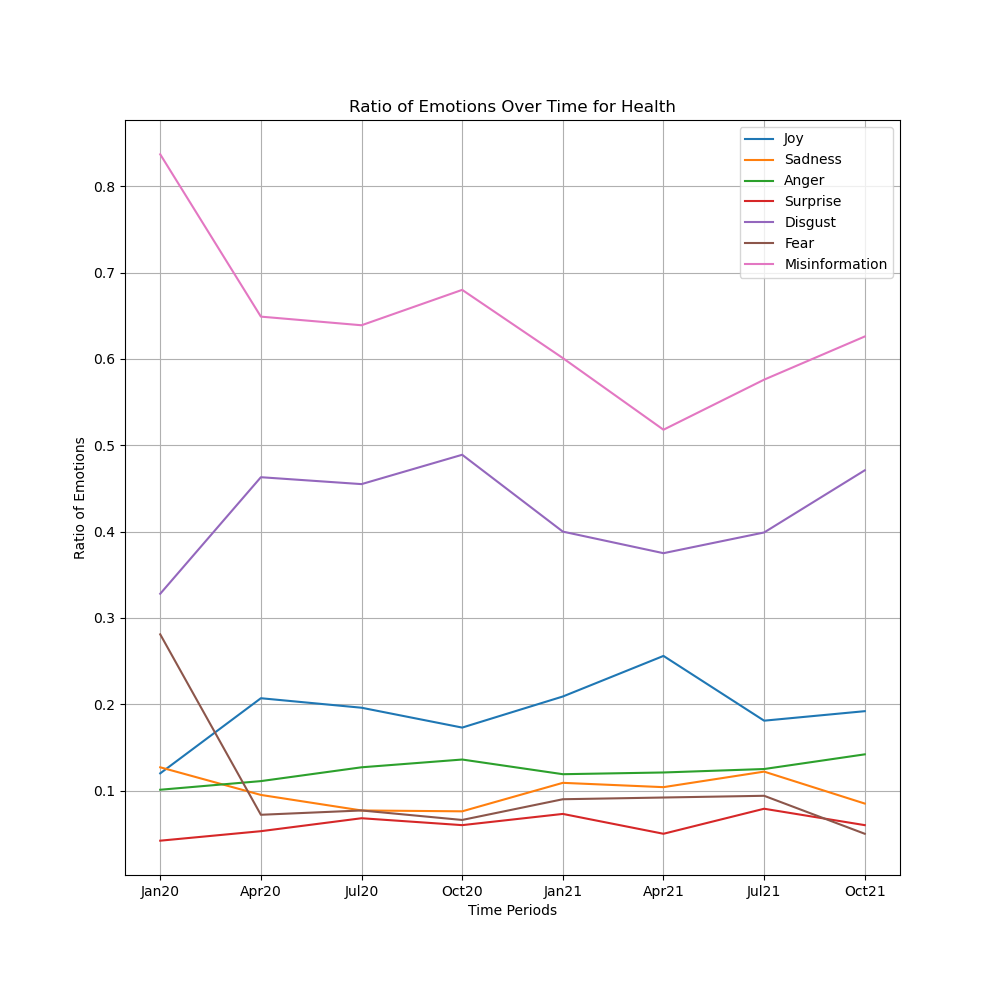 Ratio of Emotions Over Time for Health
Joy
Sadness
Anger
Surprise
Disgust
Fear
Misinformation
0.8
0.7
0.6
0.5
0.4
0.3
0.2
0.1
Ratio of Emotions
Jan20 Apr20 Jul20 Oct20 Jan21 Apr21 Jul21 Oct21
Time Periods